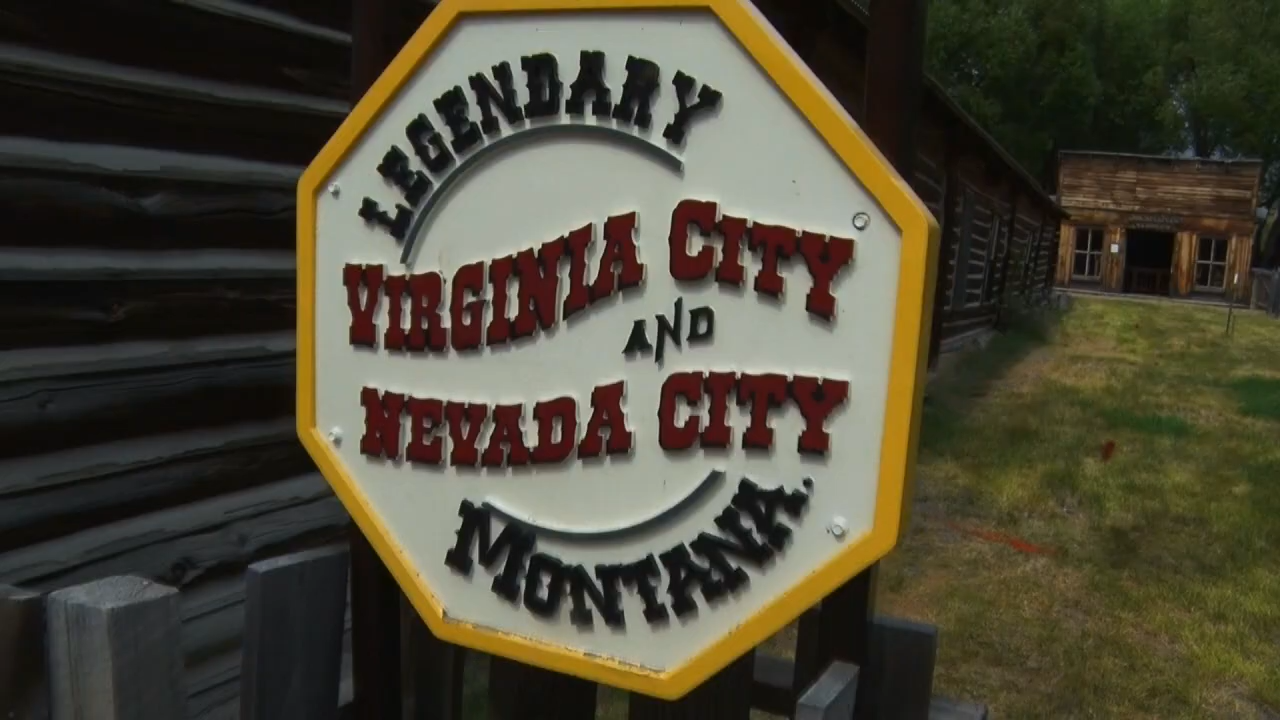 LEGENDARY
VIRGINIA CITY
AND
NEVADA CITY
MONTANA.